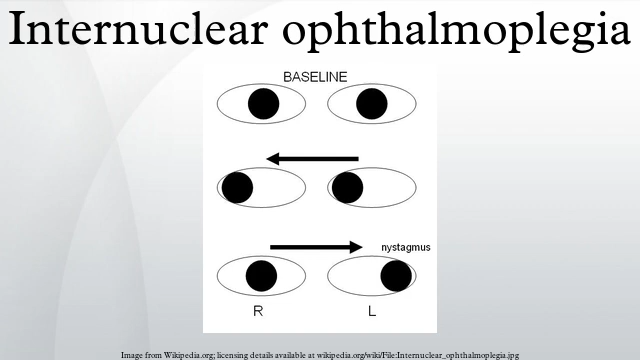 Internuclear ophthalmoplegia
BASELINE
nystagmus
R L
Image from Wikipedia.org; licensing details available at wikipedia.org/wiki/File:Internuclear_ophthalmoplegia.jpg